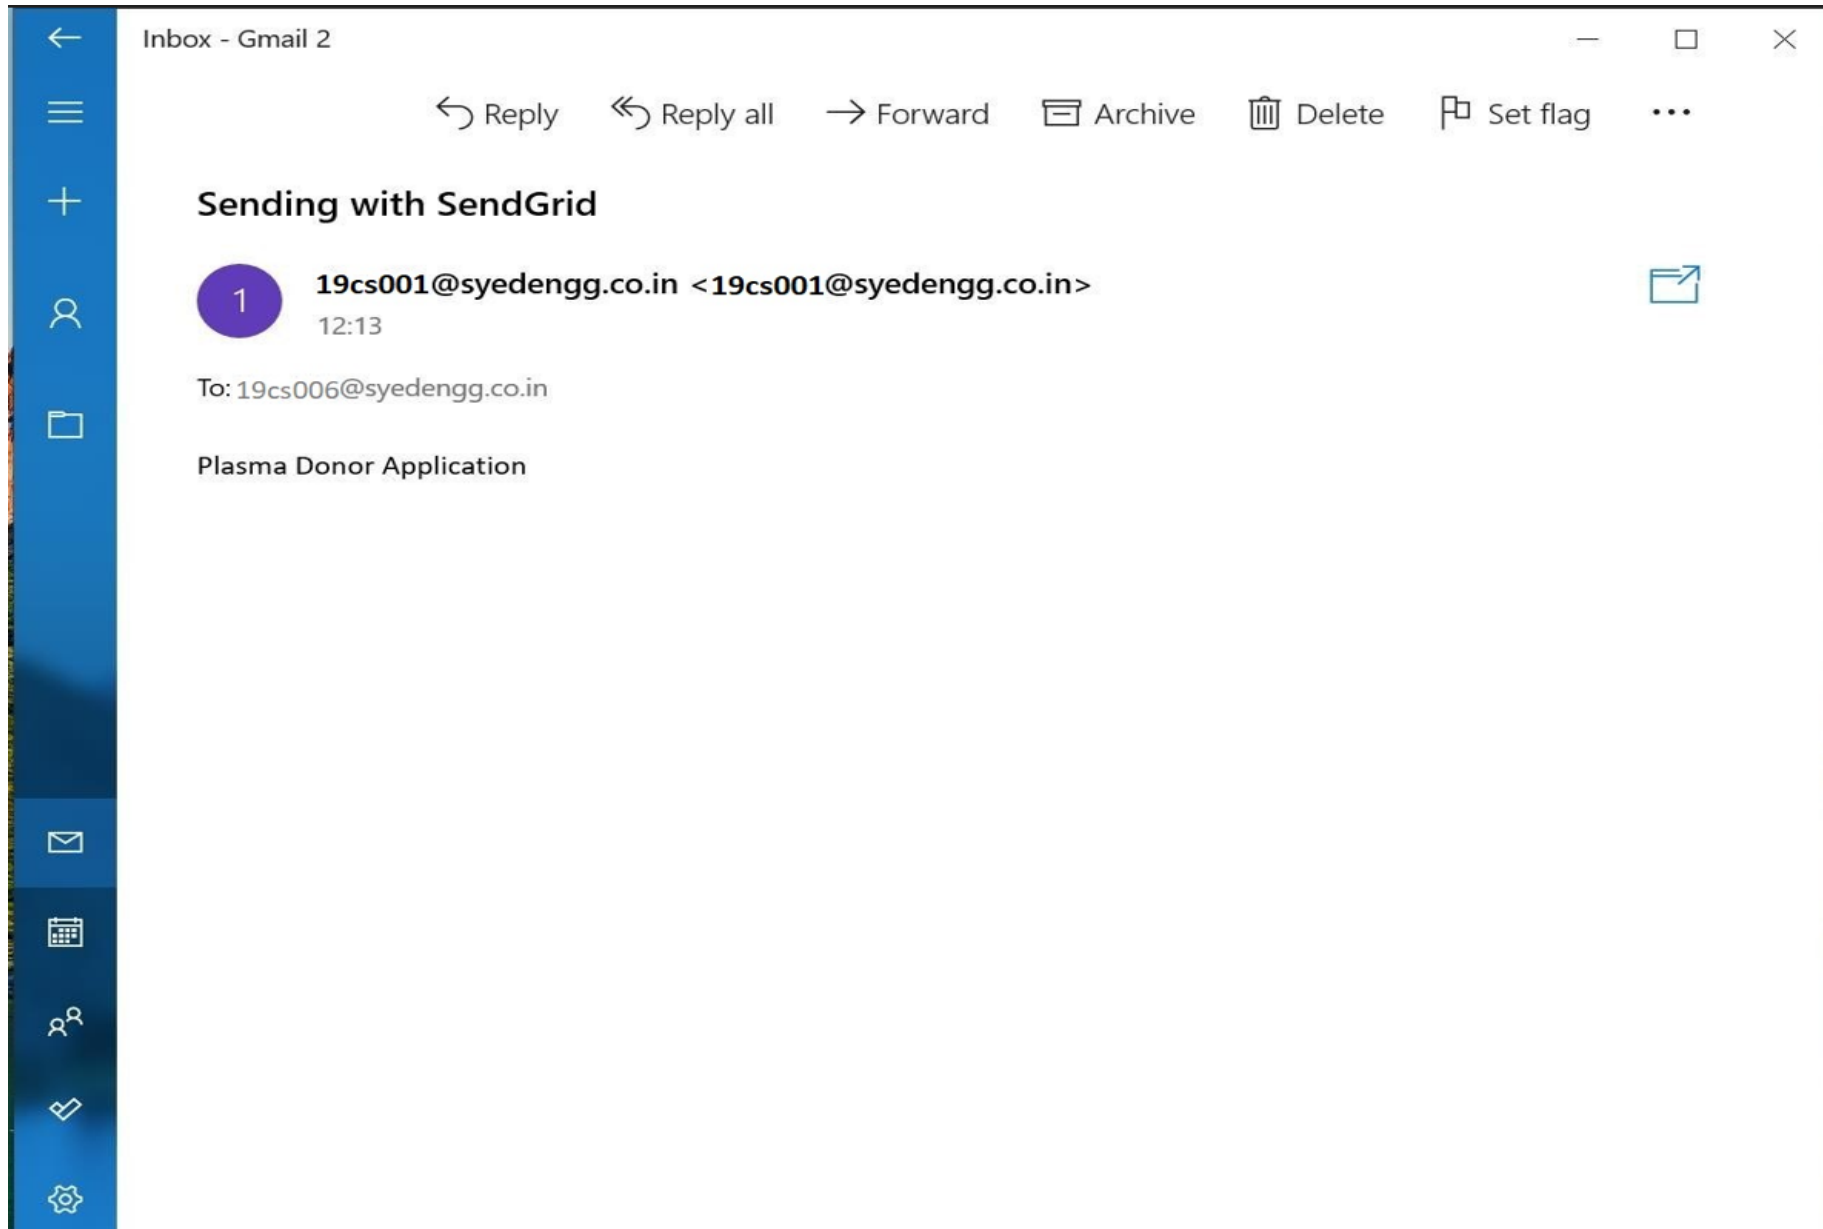 Inbox - Gmail 2
Reply Reply all Forward Archive Delete Set flag
Sending with SendGrid
1
19cs001@syedengg.co.in <19cs001@syedengg.co.in>
12:13
To: 19cs006@syedengg.co.in
Plasma Donor Application